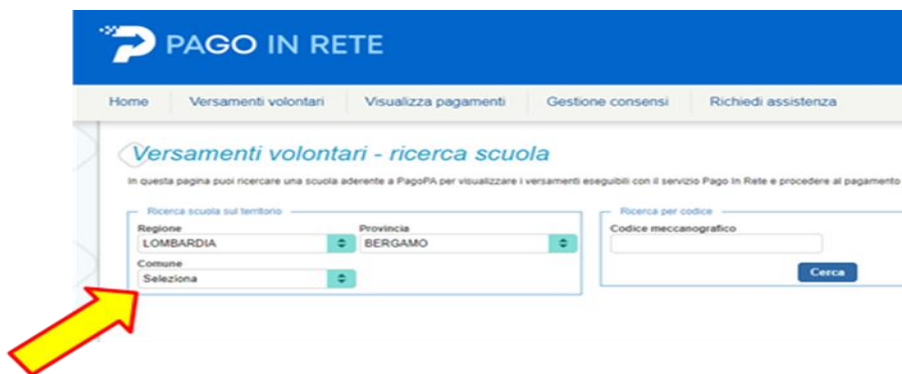 PAGO IN RETE
Home Versamenti volontari Visualizza pagamenti Gestione consensi Richiedi assistenza
Versamenti volontari - ricerca scuola
In questa pagina puoi ricercare una scuola aderente a PagoPA per visualizzare i versamenti eseguibili con il servizio Pago In Rete e procedere al pagamento
Ricerca scuola sul territorio
Regione Provincia
LOMBARDIA BERGAMO
Comune
Seleziona
Ricerca per codice
Codice meccanografico
Cerca